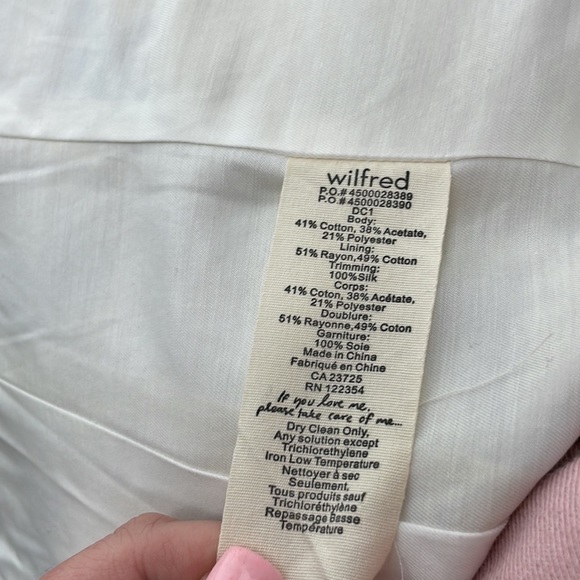 wilfred
P.O.# 4500028389
P.O.# 4500028390
DC1
Body:
41% Cotton, 38% Acetate,
21% Polyester
Lining:
51% Rayon,49% Cotton
Trimming:
100%Silk
Corps:
41% Coton, 38% Acétate,
21% Polyester
Doublure:
51% Rayonne,49% Coton
Garniture:
100% Soie
Made in China
Fabriqué en Chine
CA 23725
RN 122354
If you love me,
please take care of me...
Dry Clean Only,
Any solution except
Trichlorethylene
Iron Low Temperature
Nettoyer à sec
Seulement,
Tous produits sauf
Trichloréthylène
Repassage Basse
Température